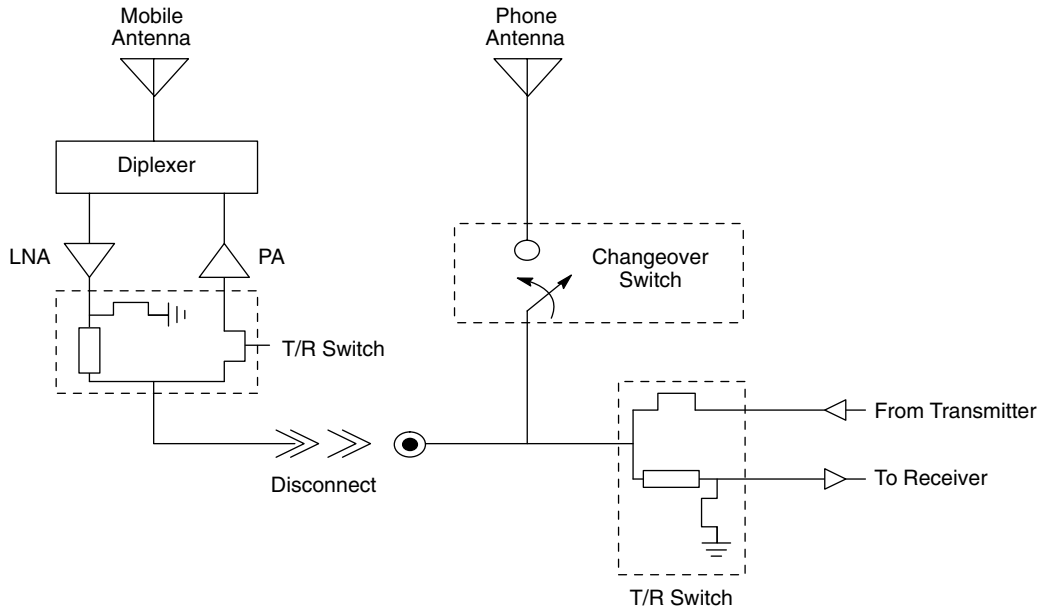 Mobile
Antenna
Phone
Antenna
Diplexer
LNA
PA
Changeover
Switch
T/R Switch
From Transmitter
Disconnect
To Receiver
T/R Switch